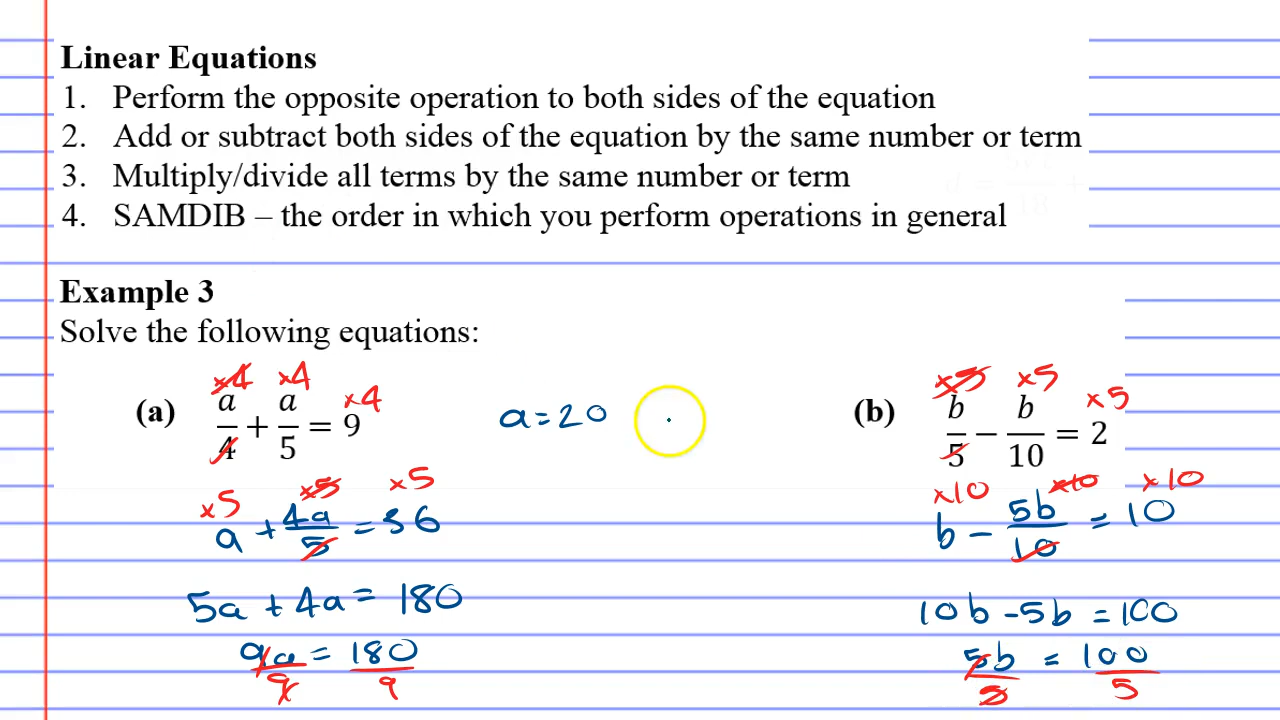 Linear Equations
1. Perform the opposite operation to both sides of the equation
2. Add or subtract both sides of the equation by the same number or term
3. Multiply/divide all terms by the same number or term
4. SAMDIB – the order in which you perform operations in general
Example 3
Solve the following equations:
×4 ×4 ×4
(a) a/4 + a/5 = 9
a = 20
×5 ×5 ×5
a + 4a/5 = 36
5a + 4a = 180
9a/9 = 180/9
×5 ×5 ×5
(b) b/5 − b/10 = 2
×10 ×10 ×10
b − 5b/10 = 10
10b − 5b = 100
5b/5 = 100/5